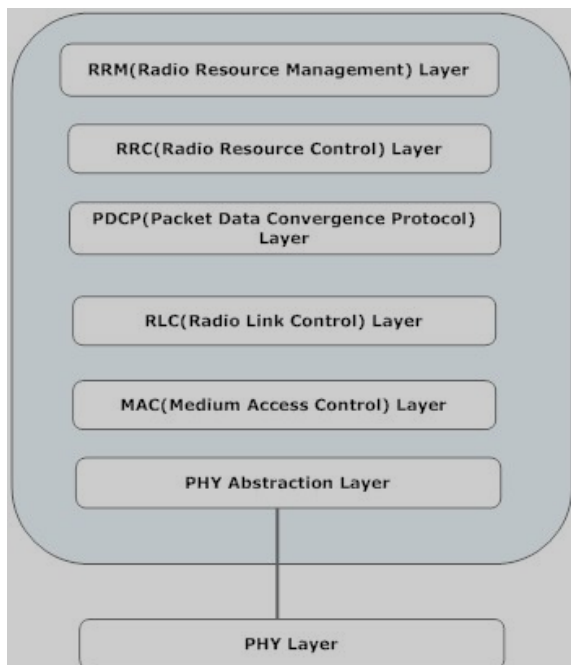 RRM(Radio Resource Management) Layer
RRC(Radio Resource Control) Layer
PDCP(Packet Data Convergence Protocol)
Layer
RLC(Radio Link Control) Layer
MAC(Medium Access Control) Layer
PHY Abstraction Layer
PHY Layer